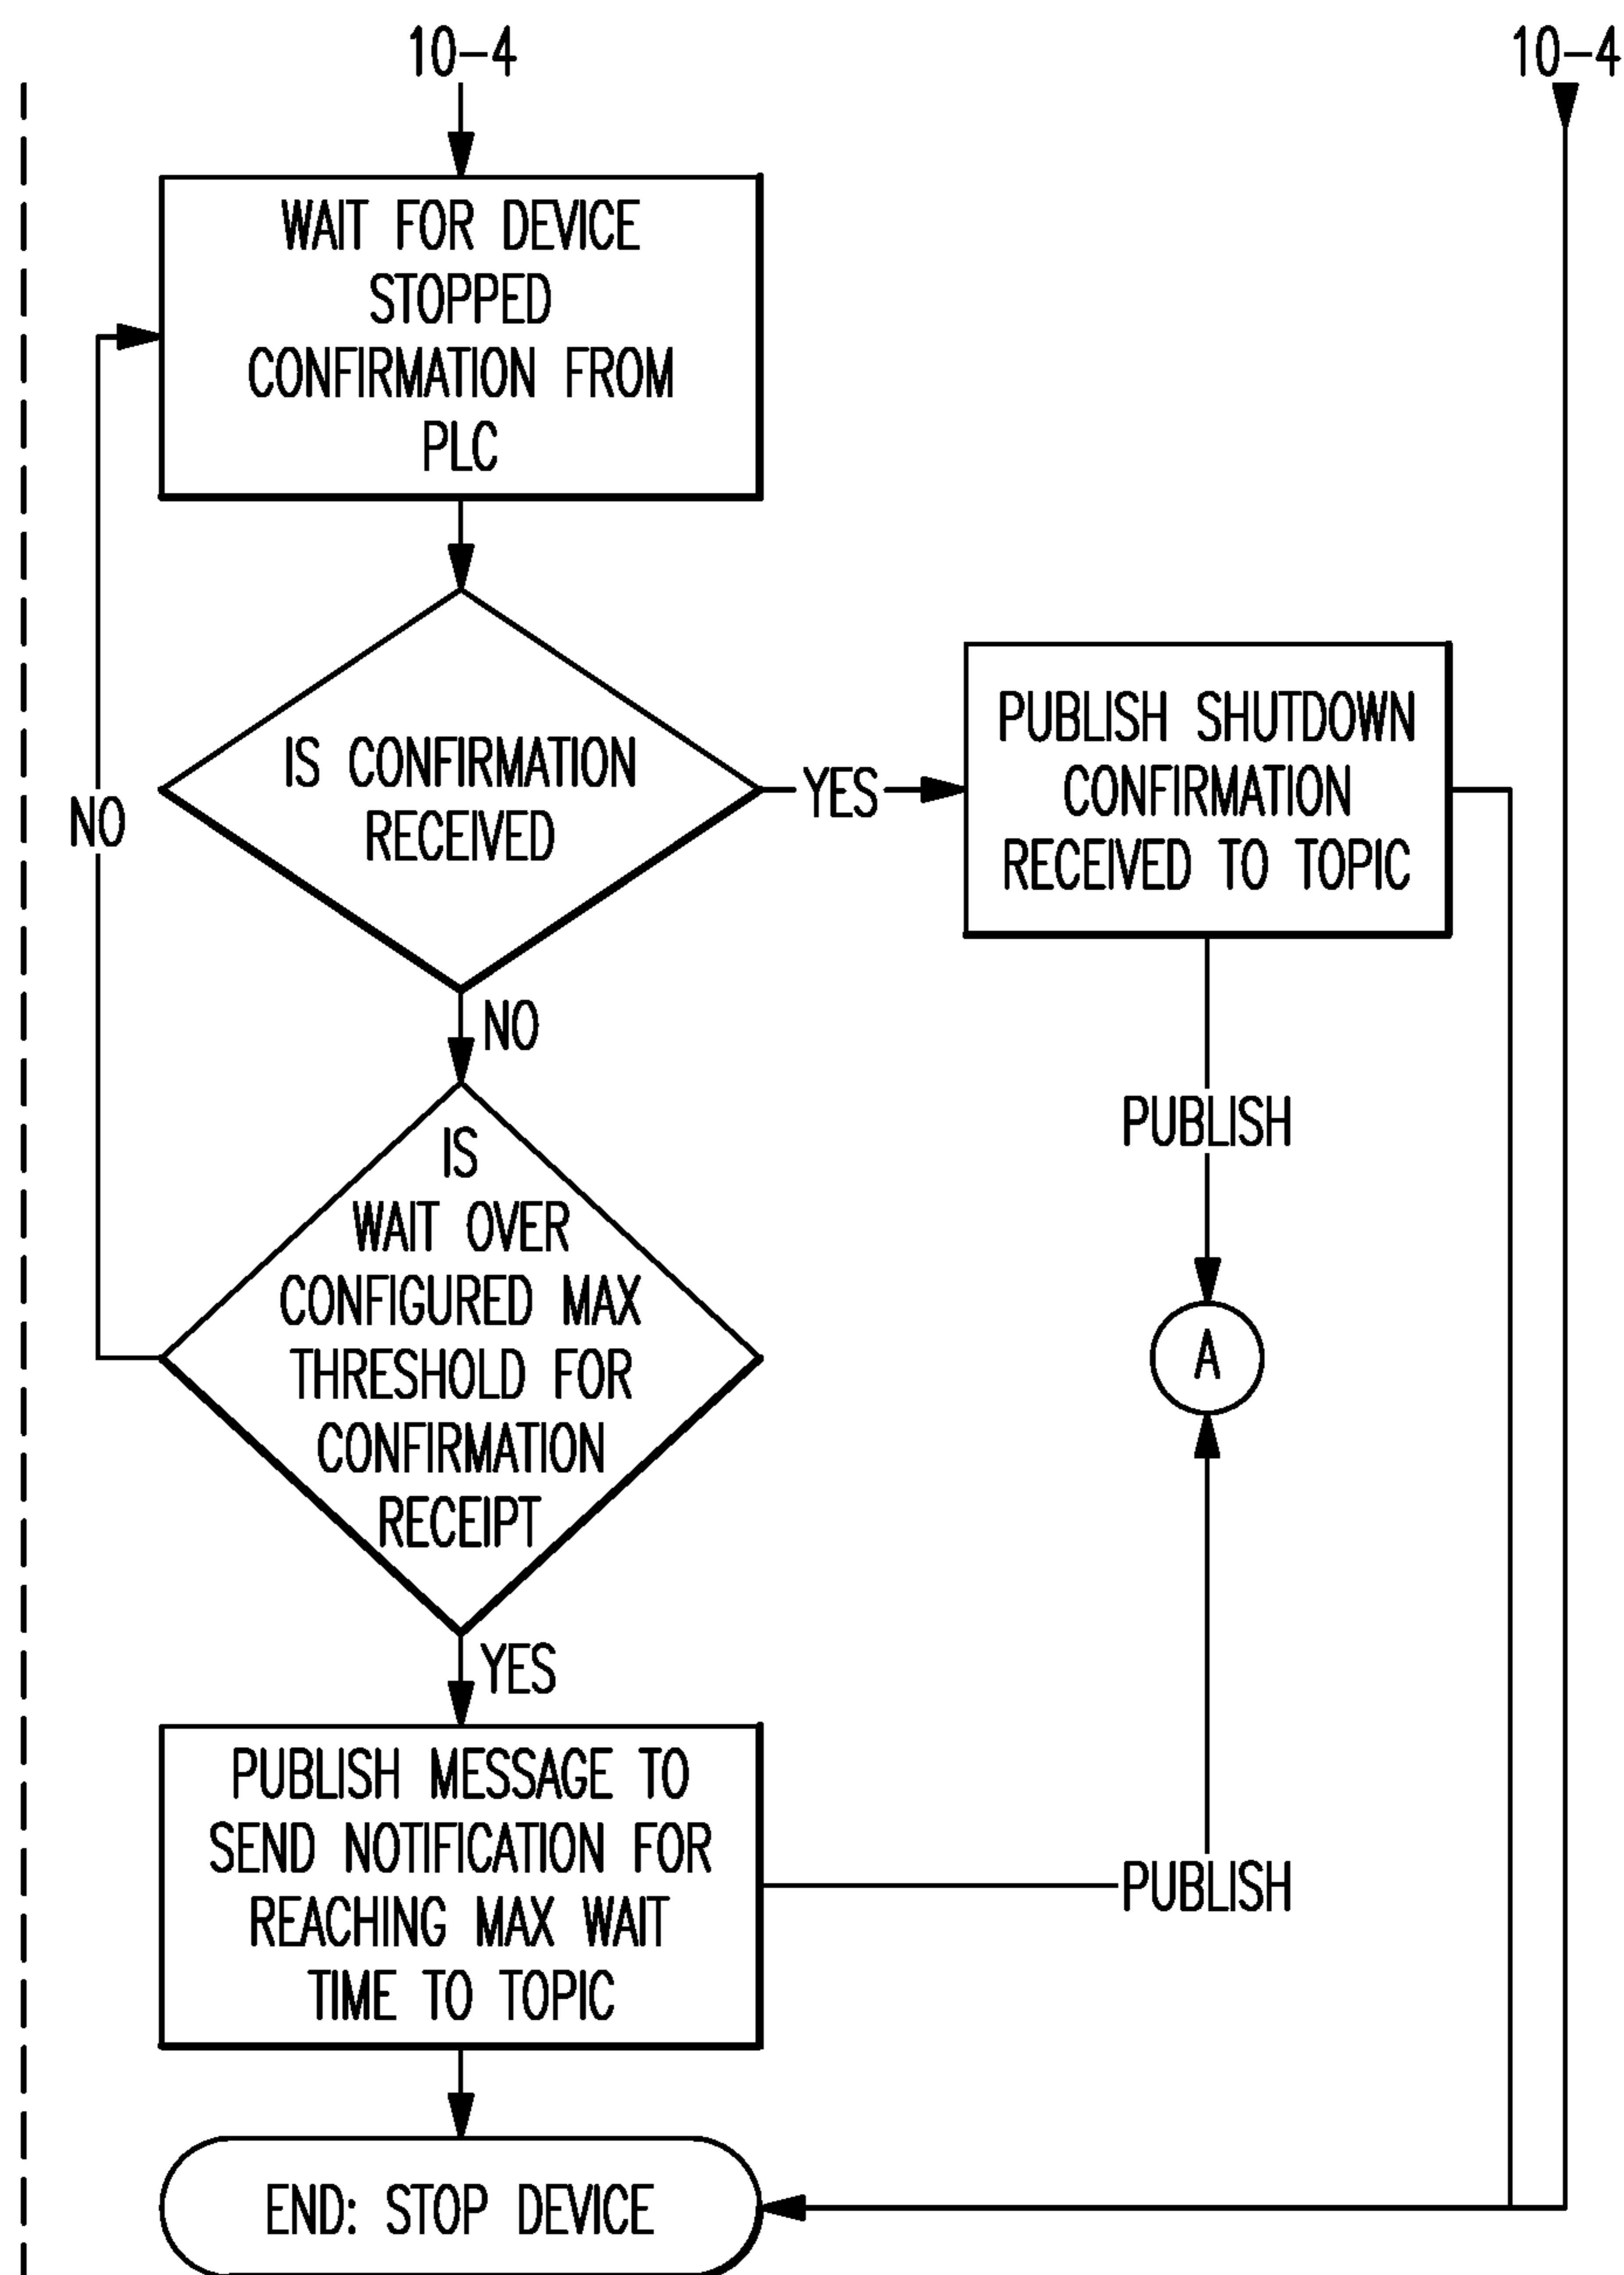 10-4
10-4
WAIT FOR DEVICE
STOPPED
CONFIRMATION FROM
PLC
IS CONFIRMATION
RECEIVED
YES
PUBLISH SHUTDOWN
CONFIRMATION
RECEIVED TO TOPIC
NO
NO
PUBLISH
IS
WAIT OVER
CONFIGURED MAX
THRESHOLD FOR
CONFIRMATION
RECEIPT
A
YES
PUBLISH MESSAGE TO
SEND NOTIFICATION FOR
REACHING MAX WAIT
TIME TO TOPIC
PUBLISH
END: STOP DEVICE